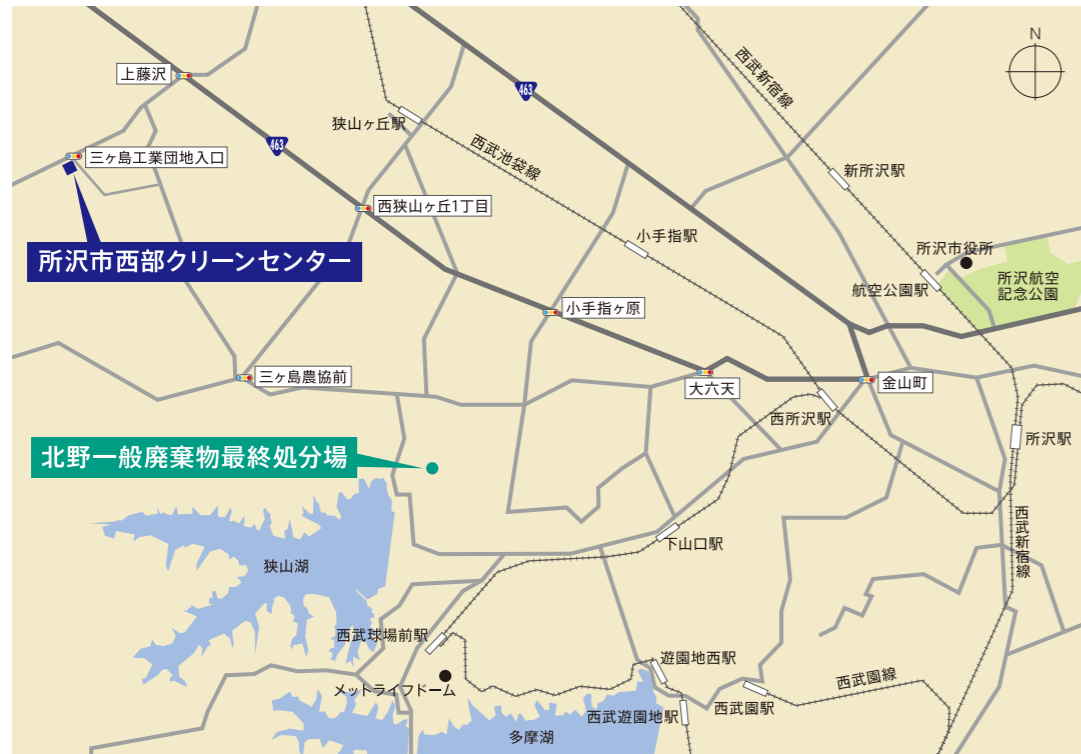 N
463
西武新宿線
上藤沢
狭山ヶ丘駅
463
西武池袋線
三ヶ島工業団地入口
新所沢駅
西狭山ヶ丘1丁目
小手指駅
所沢市役所
所沢市西部クリーンセンター
航空公園駅
所沢航空
記念公園
小手指ヶ原
三ヶ島農協前
大六天
金山町
西所沢駅
所沢駅
北野一般廃棄物最終処分場
西武新宿線
下山口駅
狭山湖
西武球場前駅
遊園地西駅
西武園線
メットライフドーム
西武園駅
西武遊園地駅
多摩湖